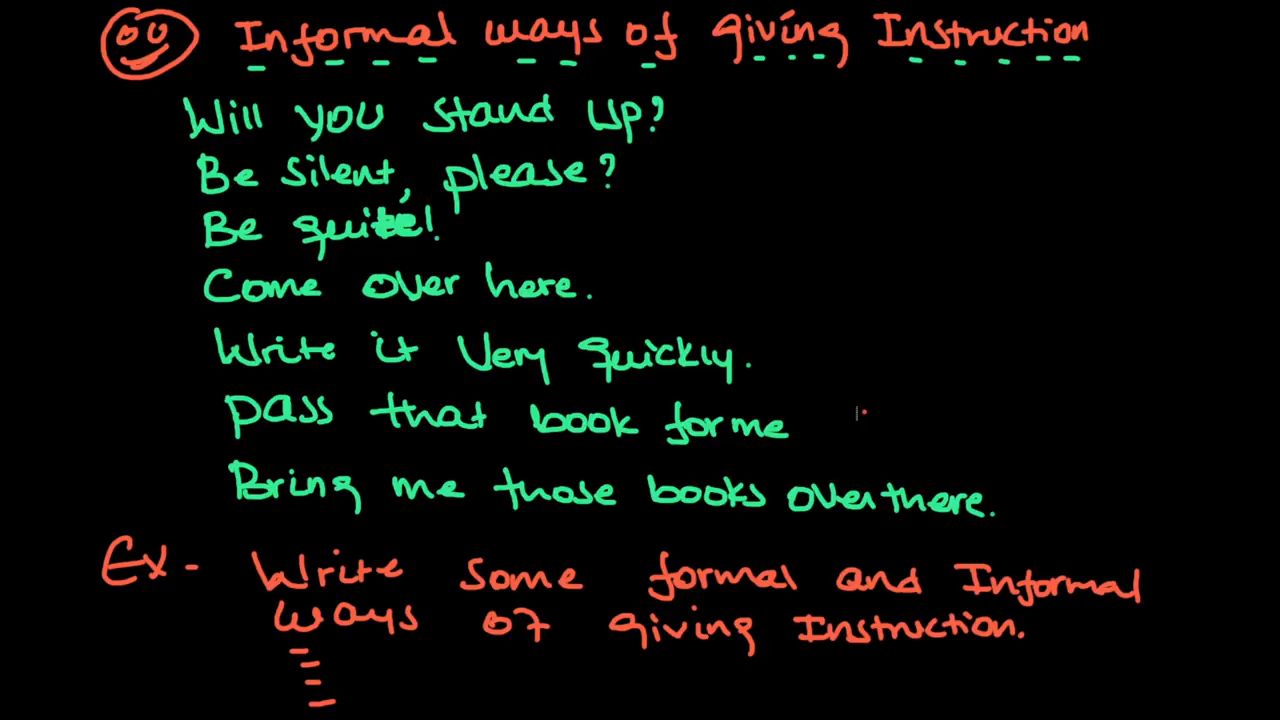 Informal ways of giving Instruction
Will you stand up?
Be silent, please?
Be quite!
Come over here.
Write it very quickly.
pass that book for me
Bring me those books over there.
Ex - Write some formal and Informal
ways of giving Instruction.